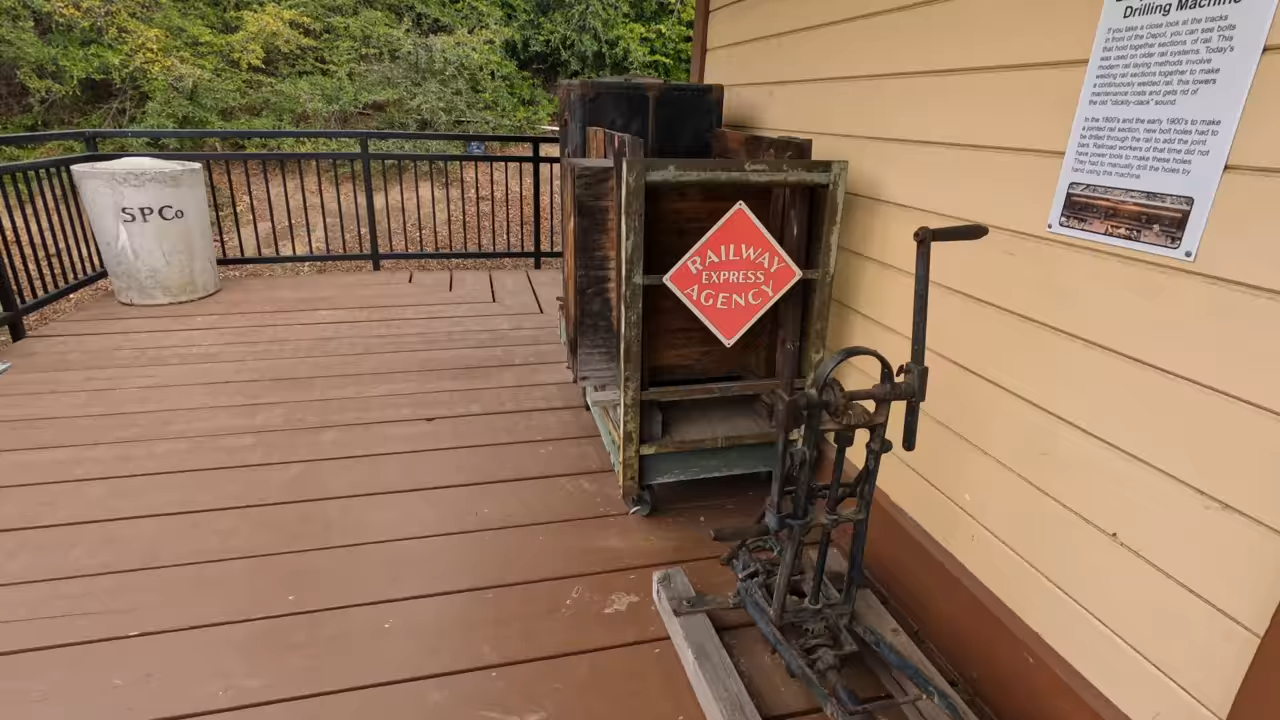 SPCo
RAILWAY
EXPRESS
AGENCY
Drilling Machine
If you take a close look at the tracks
in front of the Depot, you can see bolts
that hold together sections of rail. This
was used on older rail systems. Today's
modern rail laying methods involve
welding rail sections together to make
a continuously welded rail, this lowers
maintenance costs and gets rid of
the old "clickity-clack" sound.
In the 1800's and the early 1900's to make
a jointed rail section, new bolt holes had to
be drilled through the rail to add the joint
bars. Railroad workers of that time did not
have power tools to make these holes
They had to manually drill the holes by
hand using this machine.